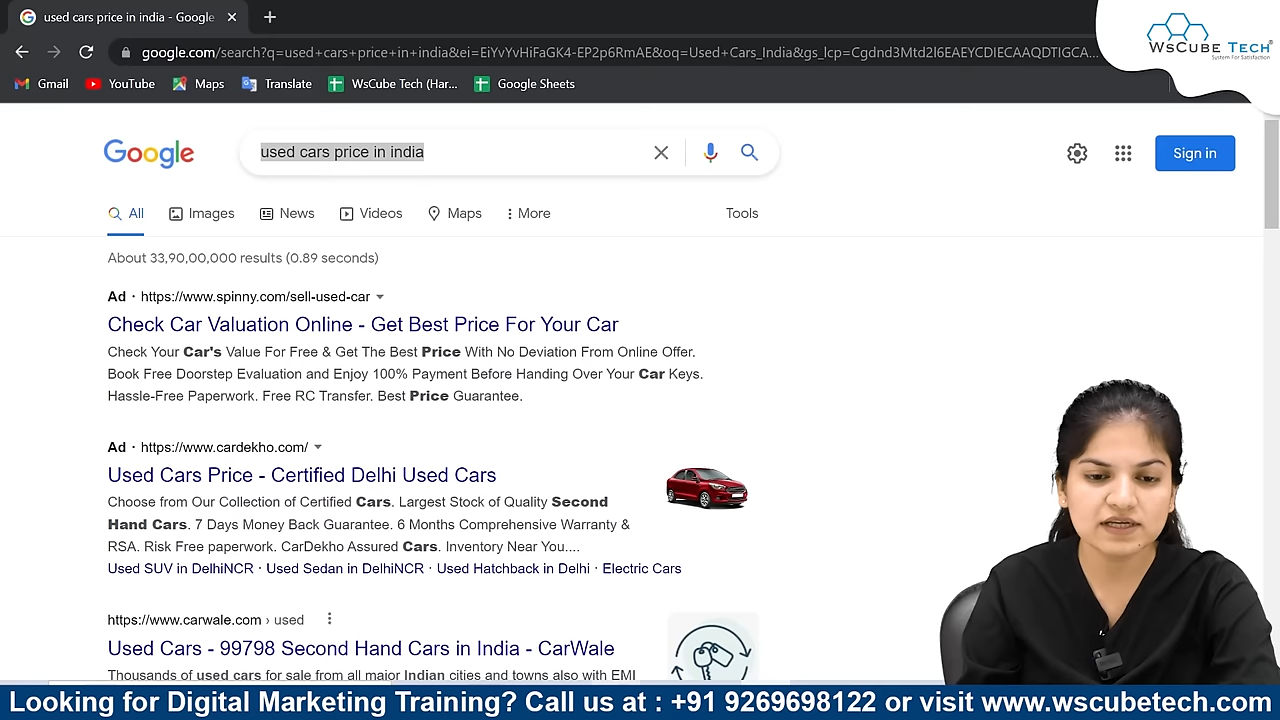 used cars price in india - Google
google.com/search?q=used+cars+price+in+india&ei=fYvYvHiFaGKd-EP2p6RmAE&oq=Used+Cars_India&gs_lcp=Cgdnd3Mtd2l6EAEYCDIECAAQDTIGCA...
WsCube Tech®
System For Satisfaction
Gmail YouTube Maps Translate WsCube Tech (Har... Google Sheets
Google used cars price in india Sign in
All Images News Videos Maps More Tools
About 33,90,00,000 results (0.89 seconds)
Ad · https://www.spinny.com/sell-used-car
Check Car Valuation Online - Get Best Price For Your Car
Check Your Car's Value For Free & Get The Best Price With No Deviation From Online Offer.
Book Free Doorstep Evaluation and Enjoy 100% Payment Before Handing Over Your Car Keys.
Hassle-Free Paperwork. Free RC Transfer. Best Price Guarantee.
Ad · https://www.cardekho.com/
Used Cars Price - Certified Delhi Used Cars
Choose from Our Collection of Certified Cars. Largest Stock of Quality Second
Hand Cars. 7 Days Money Back Guarantee. 6 Months Comprehensive Warranty &
RSA. Risk Free paperwork. CarDekho Assured Cars. Inventory Near You....
Used SUV in DelhiNCR · Used Sedan in DelhiNCR · Used Hatchback in Delhi · Electric Cars
https://www.carwale.com › used
Used Cars - 99798 Second Hand Cars in India - CarWale
Thousands of used cars for sale from all major indian cities and towns also with EMI
Looking for Digital Marketing Training? Call us at : +91 9269698122 or visit www.wscubetech.com